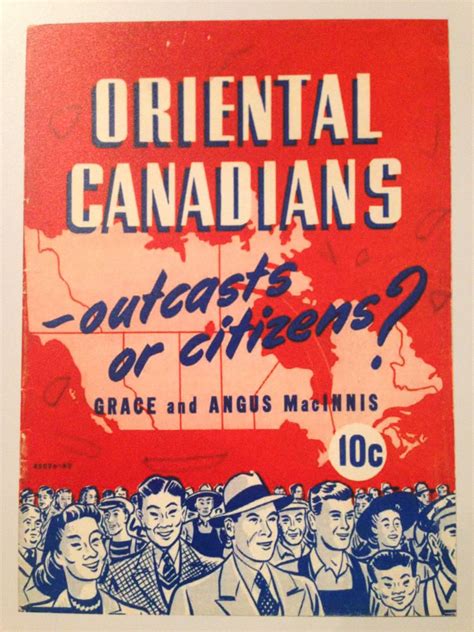 ORIENTAL
CANADIANS
-outcasts
or citizens?
GRACE and ANGUS MacINNIS
10c